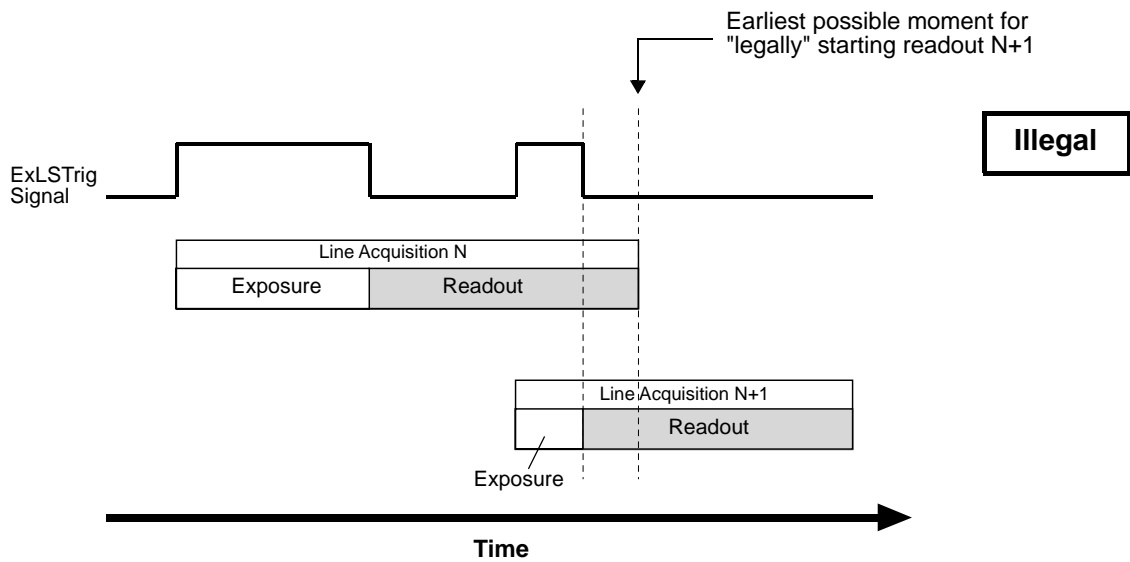 Earliest possible moment for
"legally" starting readout N+1
Illegal
ExLSTrig
Signal
Line Acquisition N
Exposure
Readout
Line Acquisition N+1
Readout
Exposure
Time